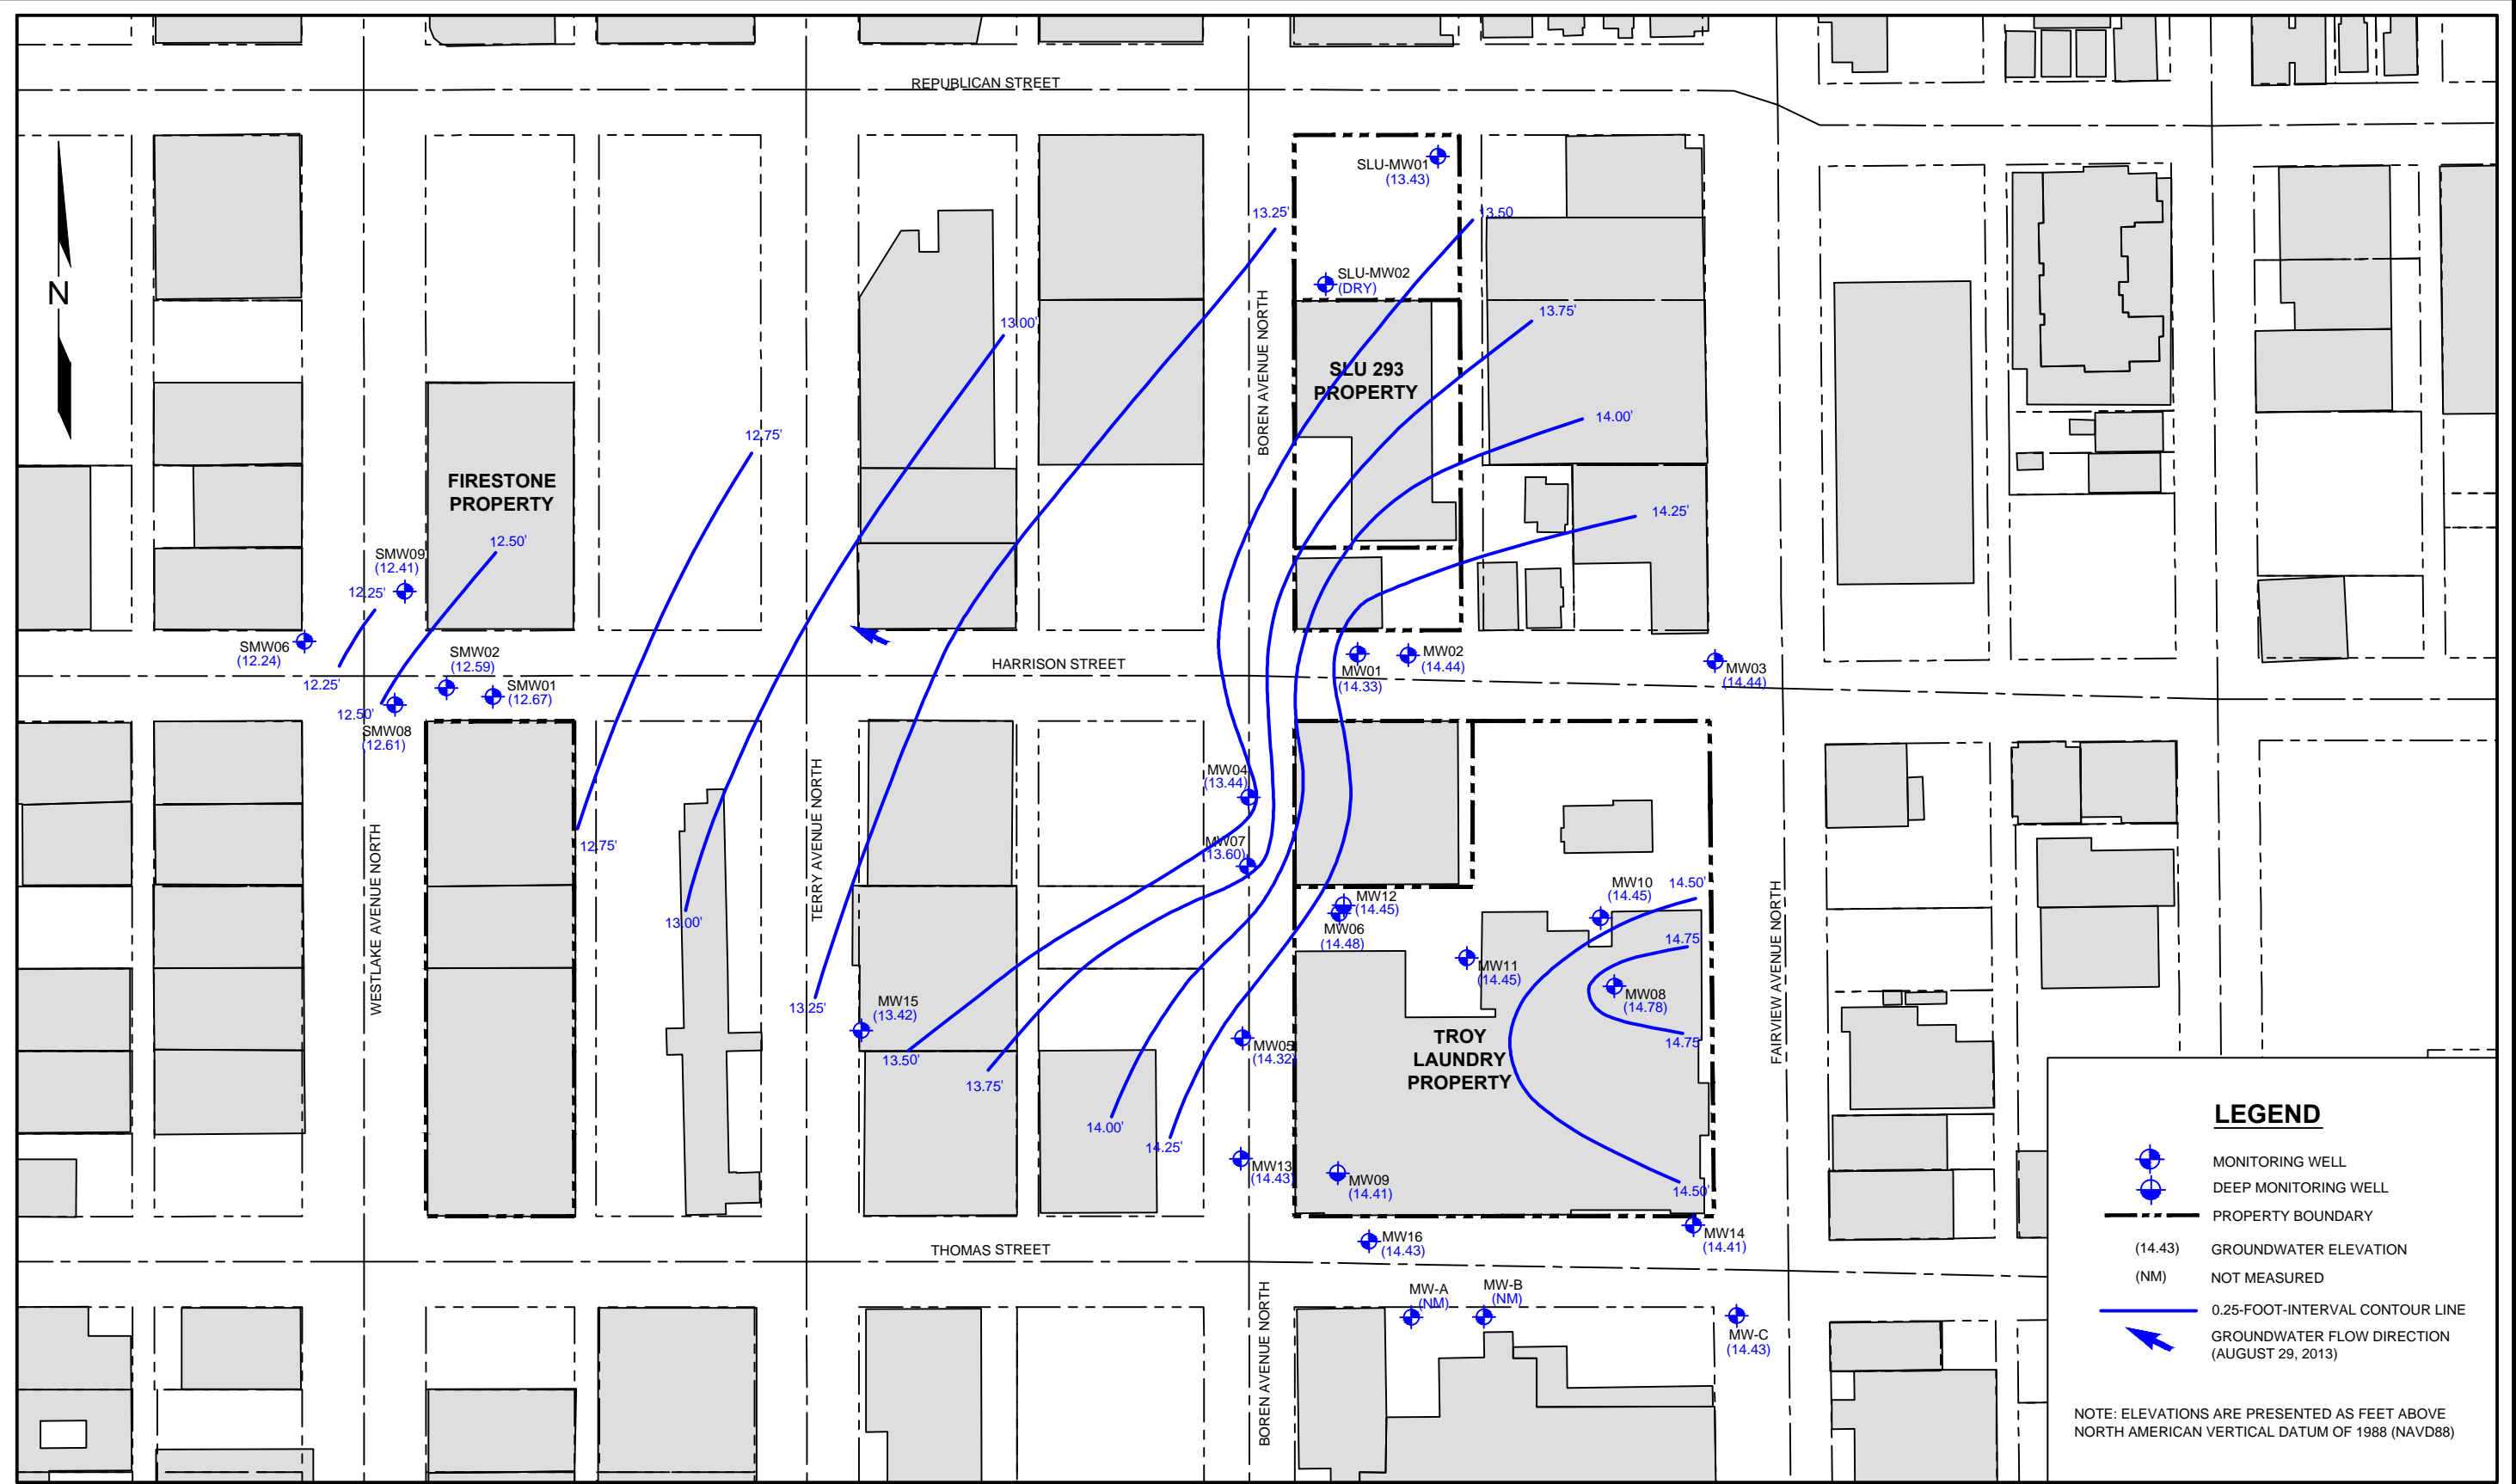 REPUBLICAN STREET
SLU-MW01
(13.43)
13.25'
13.50
SLU-MW02
(DRY)
N
13.00'
13.75'
BOREN AVENUE NORTH
SLU 293
PROPERTY
14.00'
12.75'
FIRESTONE
PROPERTY
14.25'
12.50'
SMW09
(12.41)
12.25'
SMW06
(12.24)
SMW02
(12.59)
HARRISON STREET
MW01
(14.33)
MW02
(14.44)
MW03
(14.44)
12.25'
SMW01
(12.67)
12.50'
SMW08
(12.61)
MW04
(13.44)
TERRY AVENUE NORTH
WESTLAKE AVENUE NORTH
12.75'
MW07
(13.60)
MW12
(14.45)
MW10
(14.45)
14.50'
FAIRVIEW AVENUE NORTH
13.00'
MW06
(14.48)
14.75'
MW11
(14.45)
MW08
(14.78)
13.25'
MW15
(13.42)
TROY
LAUNDRY
PROPERTY
14.75'
MW05
(14.32)
13.50'
13.75'
14.00'
14.25'
MW13
(14.43)
MW09
(14.41)
14.50'
MW16
(14.43)
MW14
(14.41)
THOMAS STREET
BOREN AVENUE NORTH
MW-A
(NM)
MW-B
(NM)
MW-C
(14.43)
LEGEND
MONITORING WELL
DEEP MONITORING WELL
PROPERTY BOUNDARY
(14.43) GROUNDWATER ELEVATION
(NM) NOT MEASURED
0.25-FOOT-INTERVAL CONTOUR LINE
GROUNDWATER FLOW DIRECTION
(AUGUST 29, 2013)
NOTE: ELEVATIONS ARE PRESENTED AS FEET ABOVE
NORTH AMERICAN VERTICAL DATUM OF 1988 (NAVD88)